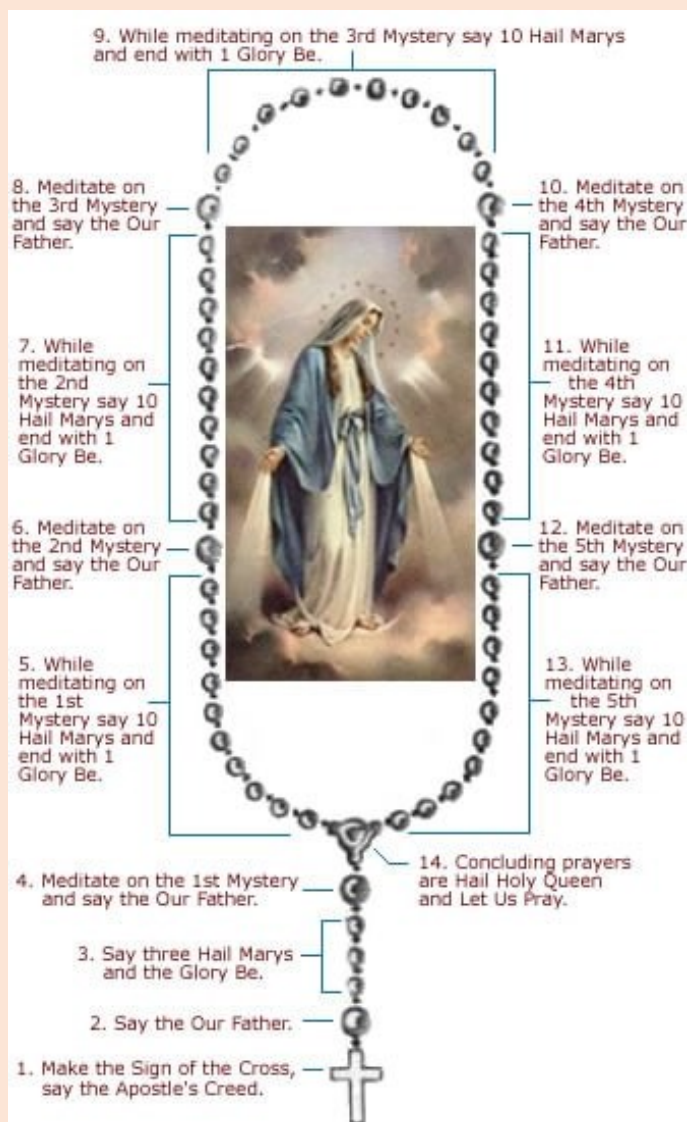 9. While meditating on the 3rd Mystery say 10 Hail Marys
and end with 1 Glory Be.
8. Meditate on
the 3rd Mystery
and say the Our
Father.
10. Meditate on
the 4th Mystery
and say the Our
Father.
7. While
meditating on
the 2nd
Mystery say 10
Hail Marys and
end with 1
Glory Be.
11. While
meditating on
the 4th
Mystery say 10
Hail Marys and
end with 1
Glory Be.
6. Meditate on
the 2nd Mystery
and say the Our
Father.
12. Meditate on
the 5th Mystery
and say the Our
Father.
5. While
meditating on
the 1st
Mystery say 10
Hail Marys and
end with 1
Glory Be.
13. While
meditating on
the 5th
Mystery say 10
Hail Marys and
end with 1
Glory Be.
14. Concluding prayers
are Hail Holy Queen
and Let Us Pray.
4. Meditate on the 1st Mystery
and say the Our Father.
3. Say three Hail Marys
and the Glory Be.
2. Say the Our Father.
1. Make the Sign of the Cross,
say the Apostle's Creed.